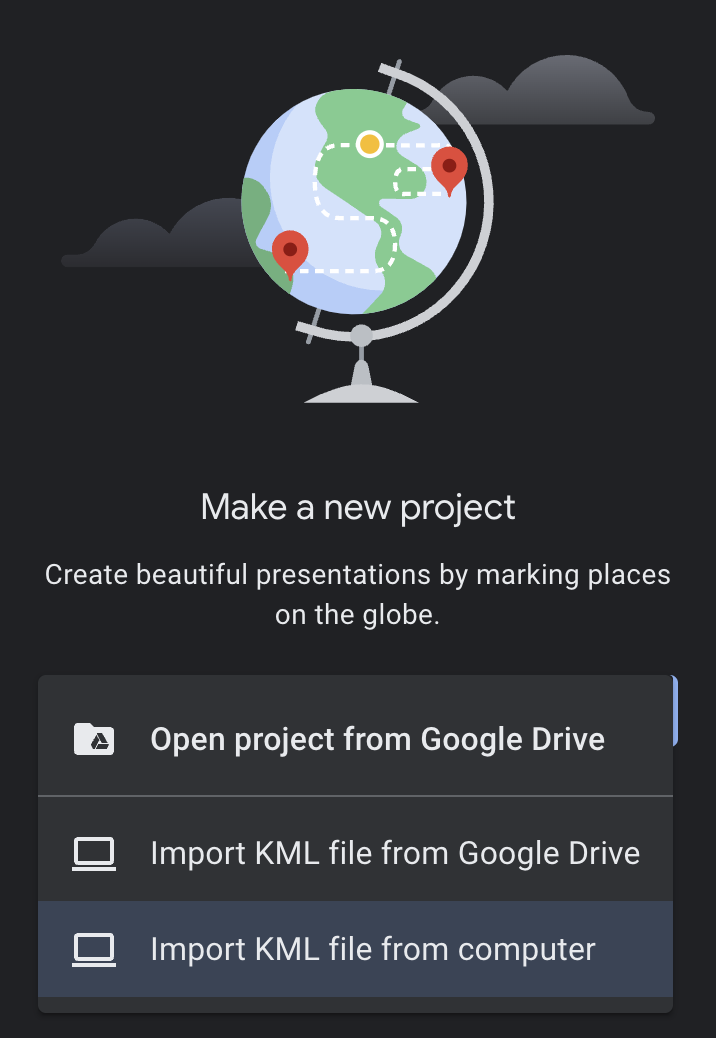 Make a new project
Create beautiful presentations by marking places
on the globe.
Open project from Google Drive
Import KML file from Google Drive
Import KML file from computer